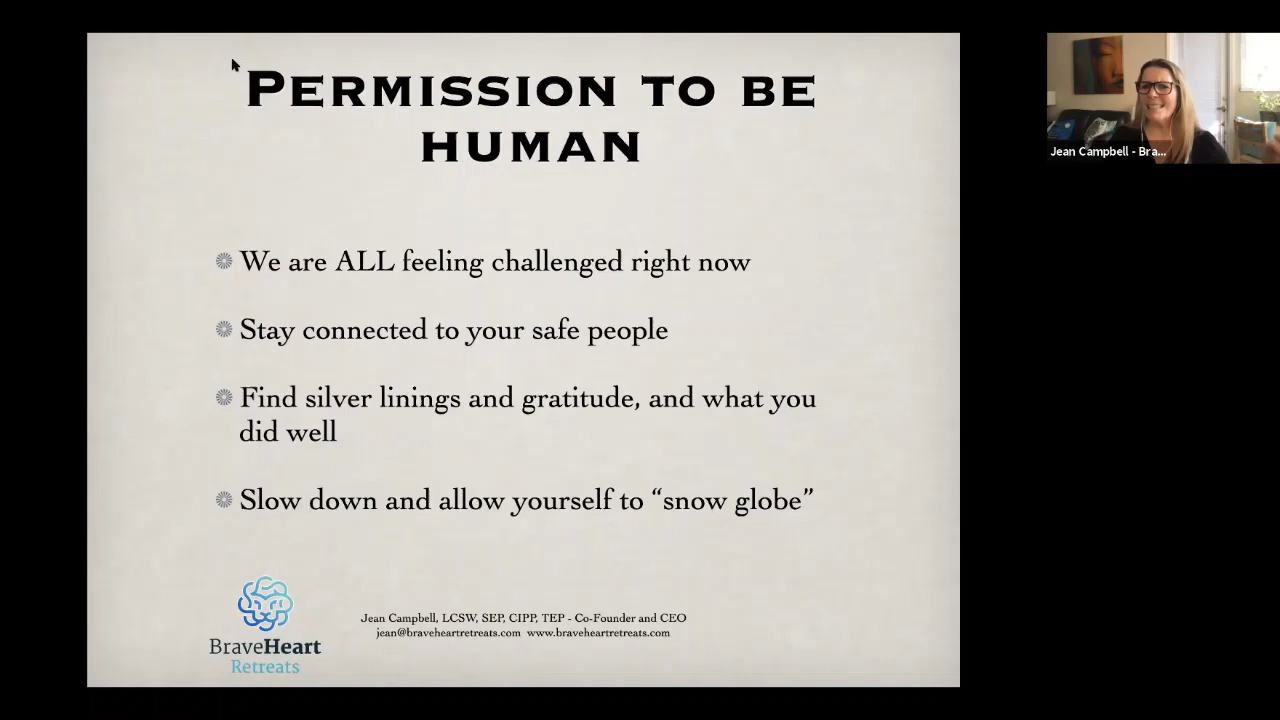 PERMISSION TO BE
HUMAN
We are ALL feeling challenged right now
Stay connected to your safe people
Find silver linings and gratitude, and what you
did well
Slow down and allow yourself to “snow globe”
BraveHeart
Retreats
Jean Campbell, LCSW, SEP, CIPP, TEP - Co-Founder and CEO
jean@braveheartretreats.com www.braveheartretreats.com
Jean Campbell - Bra...